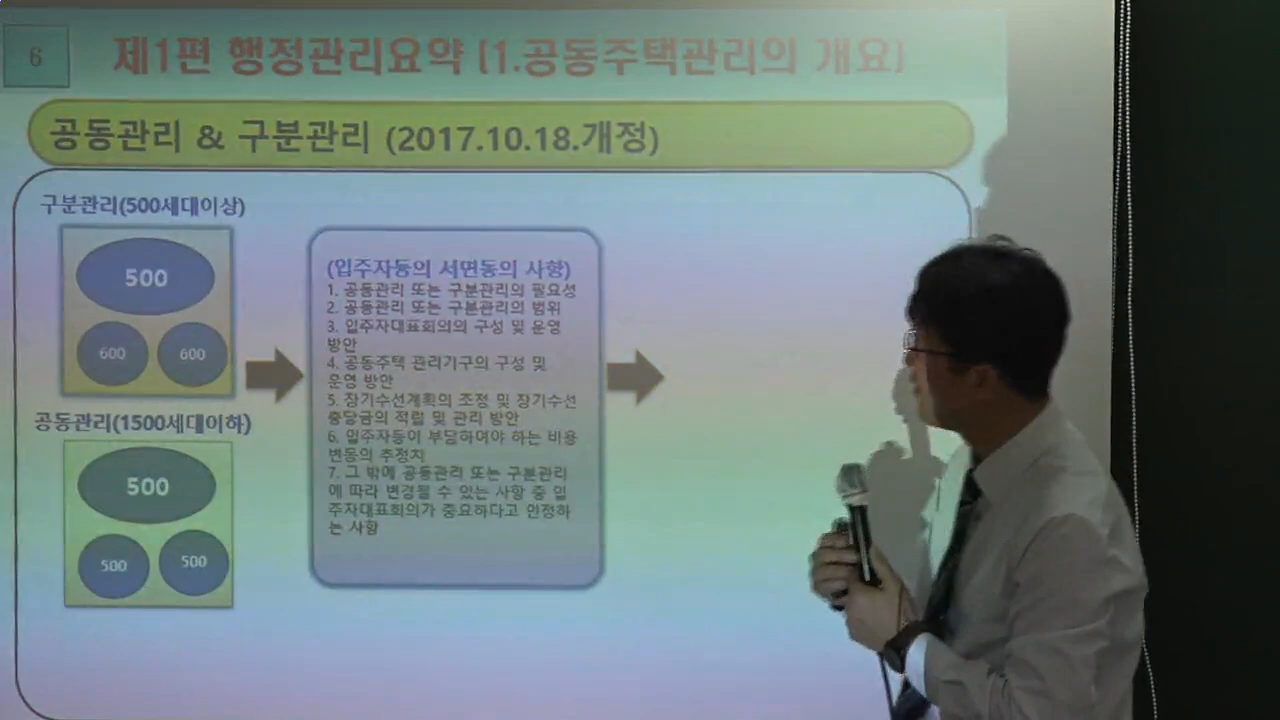 6
제1편 행정관리요약 [1.공동주택관리의 개요]
공동관리 & 구분관리 (2017.10.18.개정)
구분관리(500세대이상)
500
600 600
공동관리(1500세대이하)
500
500 500
(입주자등의 서면동의 사항)
1. 공동관리 또는 구분관리의 필요성
2. 공동관리 또는 구분관리의 범위
3. 입주자대표회의의 구성 및 운영
방안
4. 공동주택 관리기구의 구성 및
운영 방안
5. 장기수선계획의 조정 및 장기수선
충당금의 적립 및 관리 방안
6. 입주자등이 부담하여야 하는 비용
변동의 추정치
7. 그 밖에 공동관리 또는 구분관리
에 따라 변경될 수 있는 사항 중 입
주자대표회의가 중요하다고 인정하
는 사항